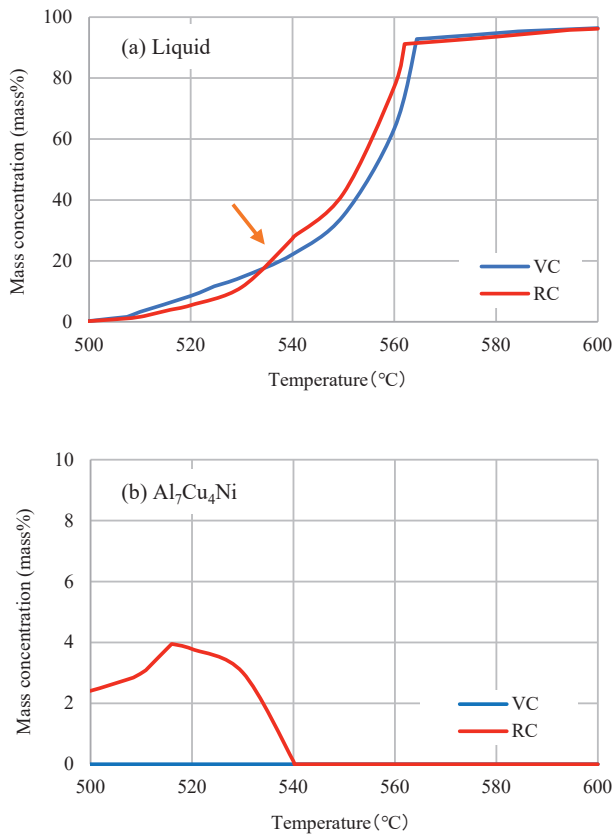 (a) Liquid
Mass concentration (mass%)
100
80
60
40
20
0
VC
RC
500 520 540 560 580 600
Temperature(℃)
(b) Al₇Cu₄Ni
Mass concentration (mass%)
10
8
6
4
2
0
VC
RC
500 520 540 560 580 600
Temperature(℃)